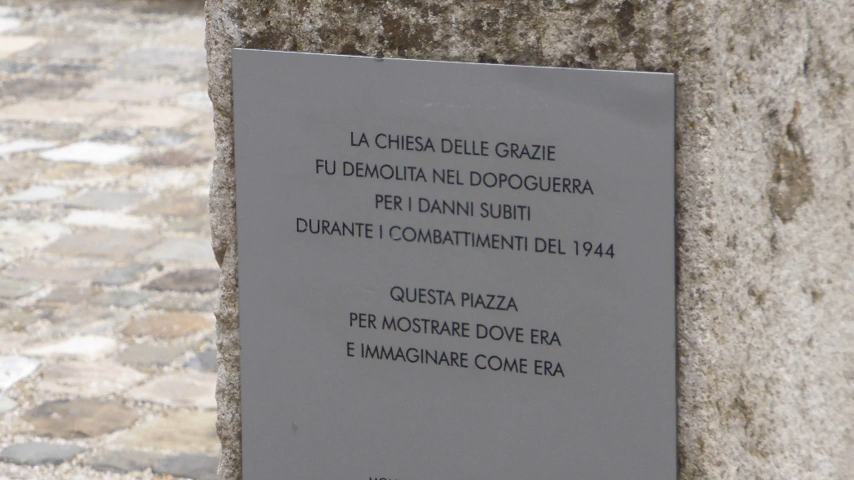 LA CHIESA DELLE GRAZIE
FU DEMOLITA NEL DOPOGUERRA
PER I DANNI SUBITI
DURANTE I COMBATTIMENTI DEL 1944
QUESTA PIAZZA
PER MOSTRARE DOVE ERA
E IMMAGINARE COME ERA